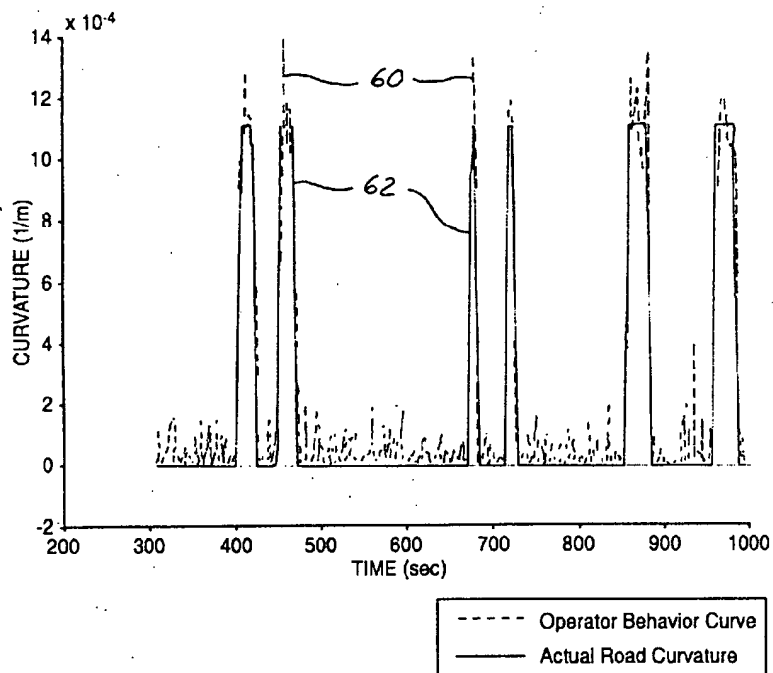 x 10-4
14
12
10
8
6
4
2
0
-2
CURVATURE (1/m)
60
62
200 300 400 500 600 700 800 900 1000
TIME (sec)
Operator Behavior Curve
Actual Road Curvature